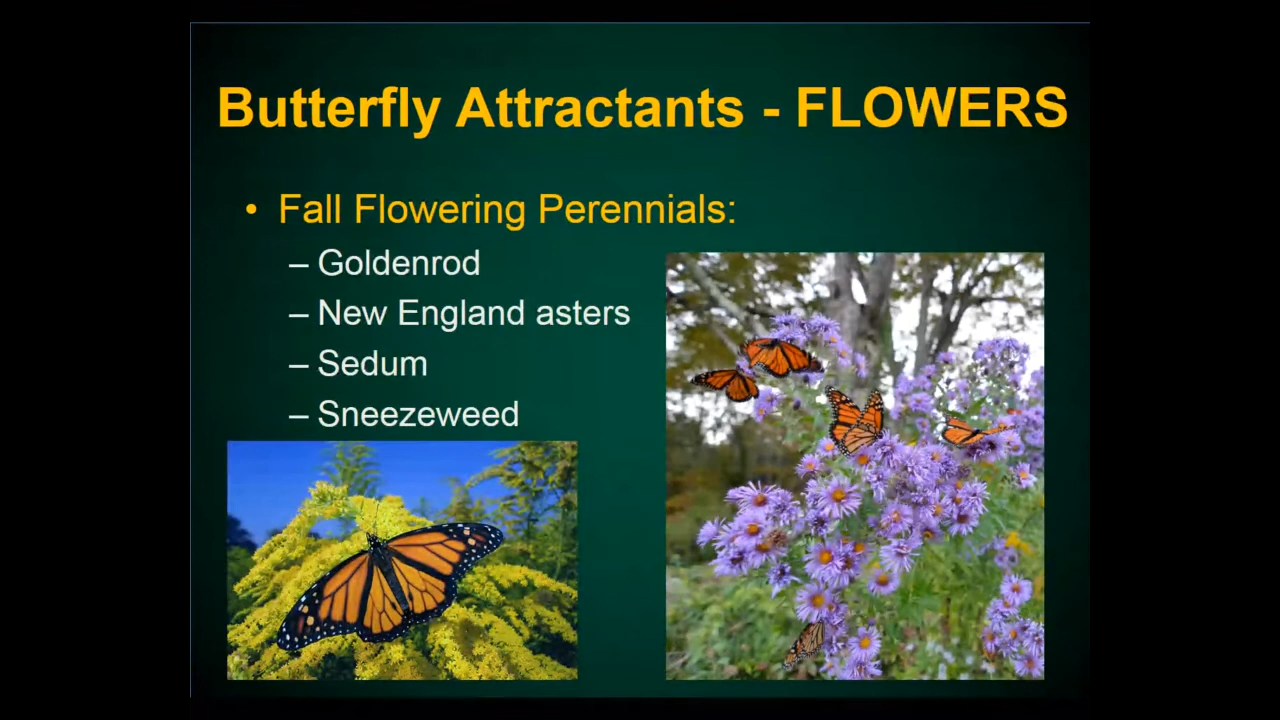 Butterfly Attractants - FLOWERS
• Fall Flowering Perennials:
– Goldenrod
– New England asters
– Sedum
– Sneezeweed